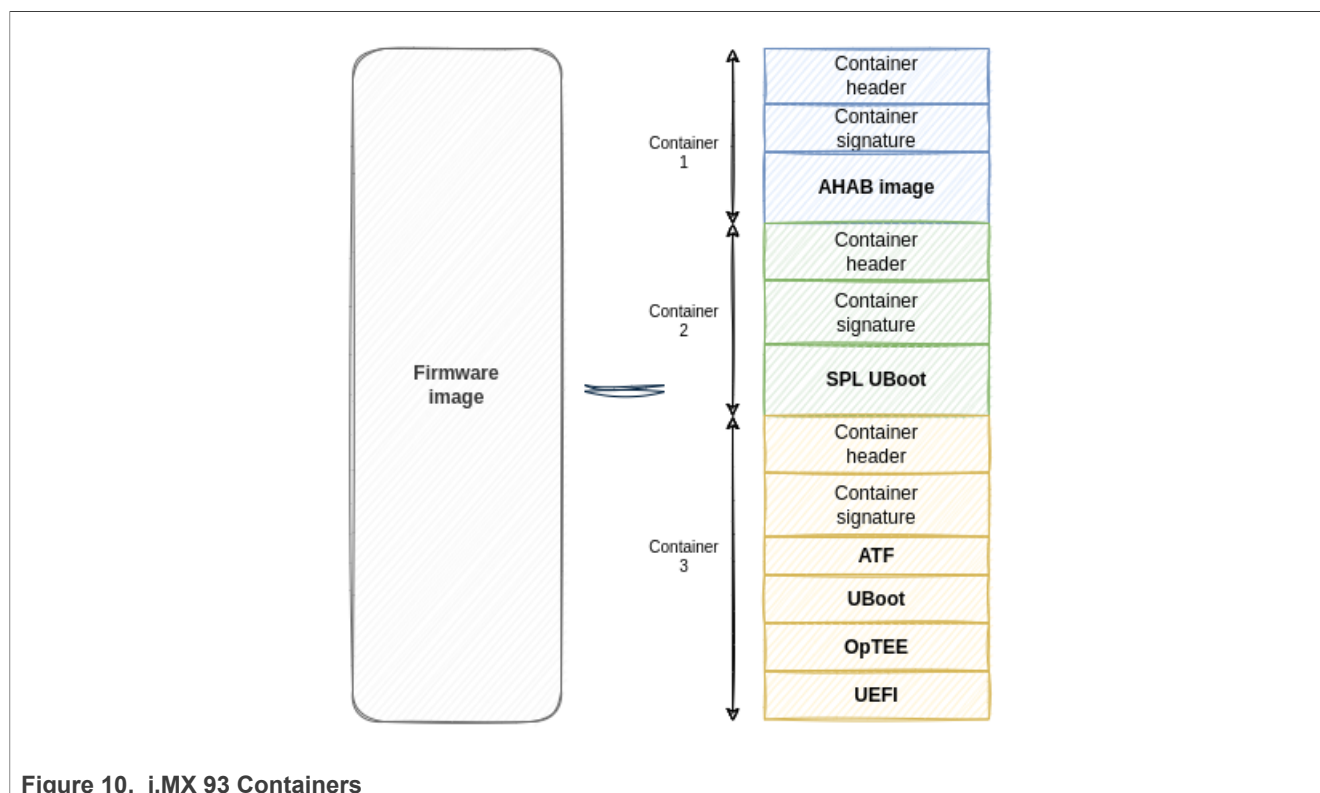 Firmware
image
Container
1
Container
header
Container
signature
AHAB image
Container
2
Container
header
Container
signature
SPL UBoot
Container
3
Container
header
Container
signature
ATF
UBoot
OpTEE
UEFI
Figure 10. i.MX 93 Containers